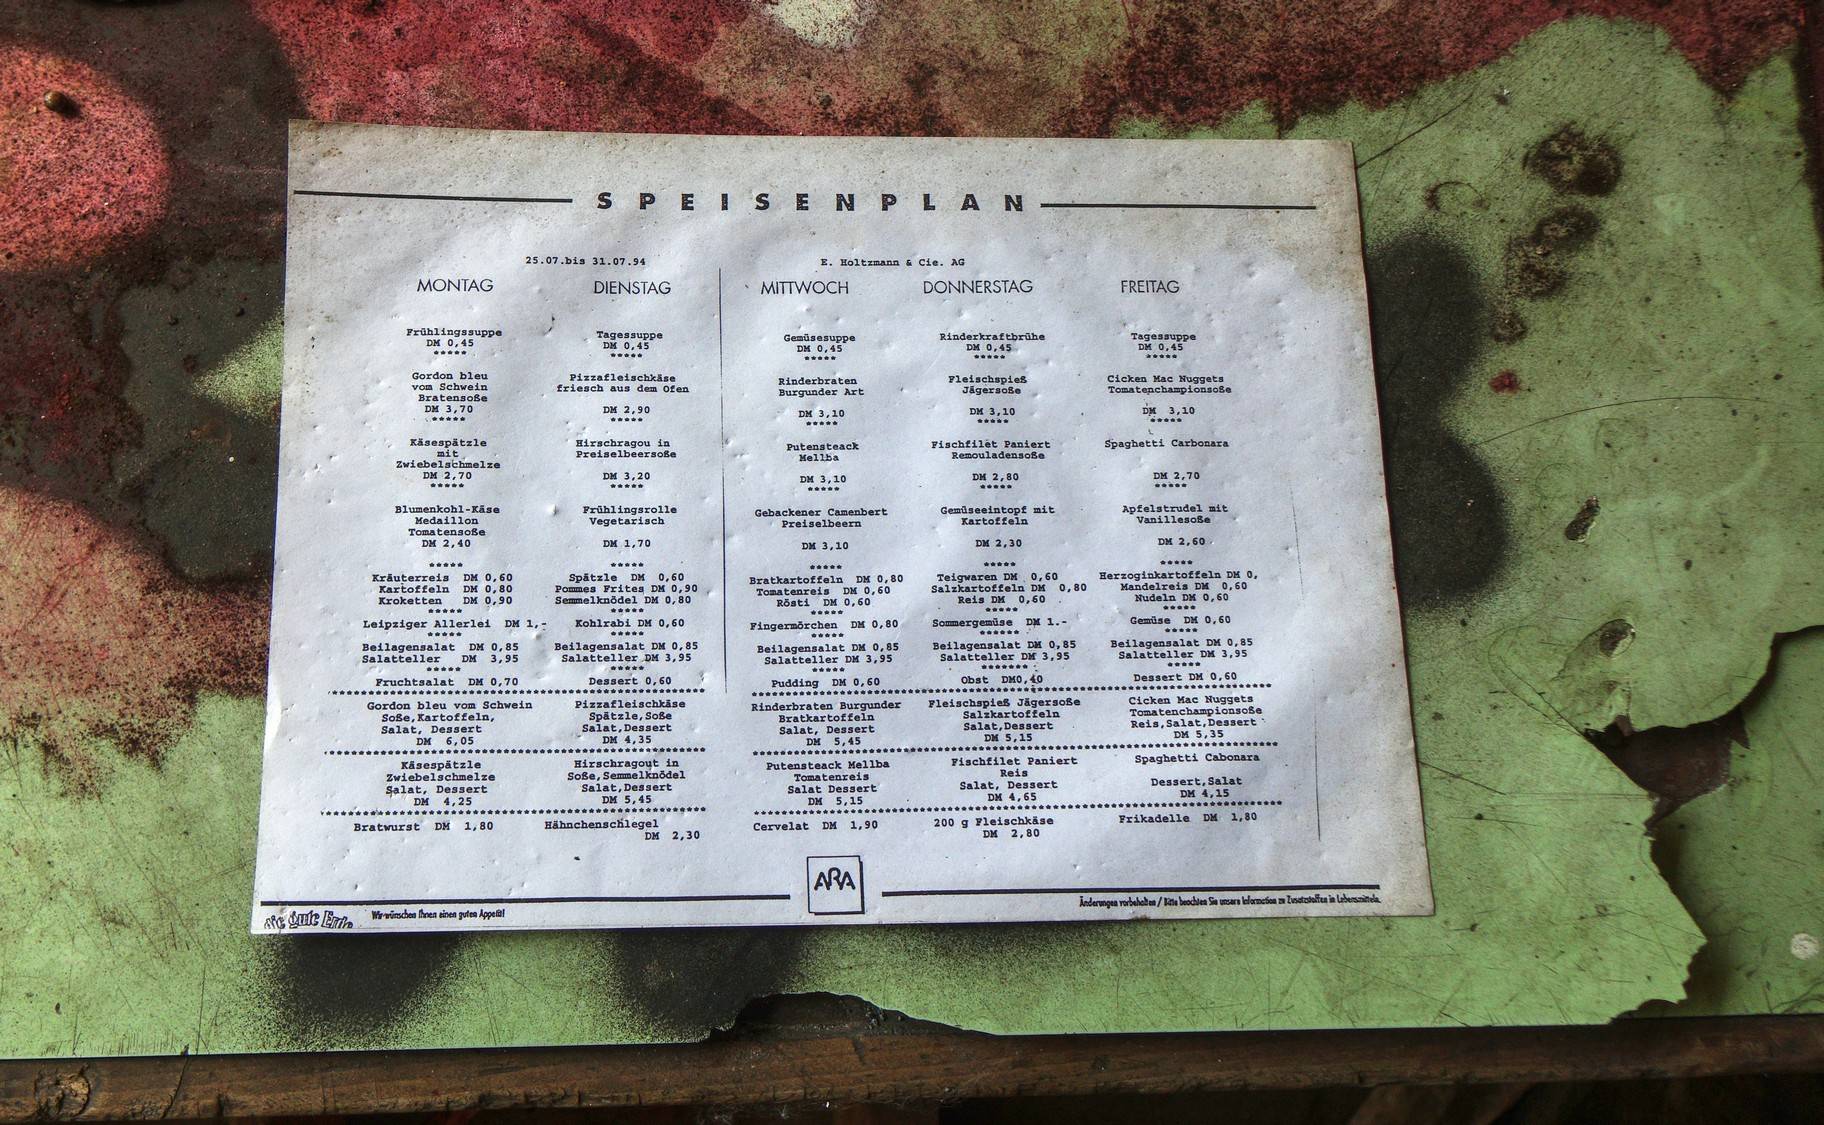 SPEISENPLAN
25.07.bis 31.07.94
E. Holtzmann & Cie. AG
MONTAG
Frühlingssuppe
DM 0,45
*****
Gordon bleu
vom Schwein
Bratensoße
DM 3,70
*****
Käsespätzle
mit
Zwiebelschmelze
DM 2,70
*****
Blumenkohl-Käse
Medaillon
Tomatensoße
DM 2,40
*****
Kräuterreis DM 0,60
Kartoffeln DM 0,80
Kroketten DM 0,90
*****
Leipziger Allerlei DM 1,-
*****
Beilagensalat DM 0,85
Salatteller DM 3,95
*****
Fruchtsalat DM 0,70
Gordon bleu vom Schwein
Soße,Kartoffeln,
Salat, Dessert
DM 6,05
Käsespätzle
Zwiebelschmelze
Salat, Dessert
DM 4,25
Bratwurst DM 1,80
DIENSTAG
Tagessuppe
DM 0,45
*****
Pizzafleischkäse
friesch aus dem Ofen
DM 2,90
*****
Hirschragou in
Preiselbeersoße
DM 3,20
*****
Frühlingsrolle
Vegetarisch
DM 1,70
*****
Spätzle DM 0,60
Pommes Frites DM 0,90
Semmelknödel DM 0,80
*****
Kohlrabi DM 0,60
*****
Beilagensalat DM 0,85
Salatteller DM 3,95
*****
Dessert 0,60
Pizzafleischkäse
Spätzle,Soße
Salat,Dessert
DM 4,35
Hirschragout in
Soße,Semmelknödel
Salat,Dessert
DM 5,45
Hähnchenschlegel
DM 2,30
MITTWOCH
Gemüsesuppe
DM 0,45
*****
Rinderbraten
Burgunder Art
DM 3,10
*****
Putensteack
Mellba
DM 3,10
*****
Gebackener Camenbert
Preiselbeern
DM 3,10
*****
Bratkartoffeln DM 0,80
Tomatenreis DM 0,60
Rösti DM 0,60
*****
Fingermörchen DM 0,80
*****
Beilagensalat DM 0,85
Salatteller DM 3,95
*****
Pudding DM 0,60
Rinderbraten Burgunder
Bratkartoffeln
Salat, Dessert
DM 5,45
Putensteack Mellba
Tomatenreis
Salat Dessert
DM 5,15
Cervelat DM 1,90
DONNERSTAG
Rinderkraftbrühe
DM 0,45
*****
Fleischspieß
Jägersoße
DM 3,10
*****
Fischfilet Paniert
Remouladensoße
DM 2,80
*****
Gemüseeintopf mit
Kartoffeln
DM 2,30
*****
Teigwaren DM 0,60
Salzkartoffeln DM 0,80
Reis DM 0,60
*****
Sommergemüse DM 1.-
******
Beilagensalat DM 0,85
Salatteller DM 3,95
*******
Obst DM0,40
Fleischspieß Jägersoße
Salzkartoffeln
Salat,Dessert
DM 5,15
Fischfilet Paniert
Reis
Salat, Dessert
DM 4,65
200 g Fleischkäse
DM 2,80
FREITAG
Tagessuppe
DM 0,45
*****
Cicken Mac Nuggets
Tomatenchampionsoße
DM 3,10
*****
Spaghetti Carbonara
DM 2,70
*****
Apfelstrudel mit
Vanillesoße
DM 2,60
*****
Herzoginkartoffeln DM 0,
Mandelreis DM 0,60
Nudeln DM 0,60
*****
Gemüse DM 0,60
*****
Beilagensalat DM 0,85
Salatteller DM 3,95
*****
Dessert DM 0,60
Cicken Mac Nuggets
Tomatenchampionsoße
Reis,Salat,Dessert
DM 5,35
Spaghetti Cabonara
Dessert,Salat
DM 4,15
Frikadelle DM 1,80
ARA
die gute Ente
Wir wünschen Ihnen einen guten Appetit!
Änderungen vorbehalten / Bitte beachten Sie unsere Information zu Zusatzstoffen in Lebensmitteln.